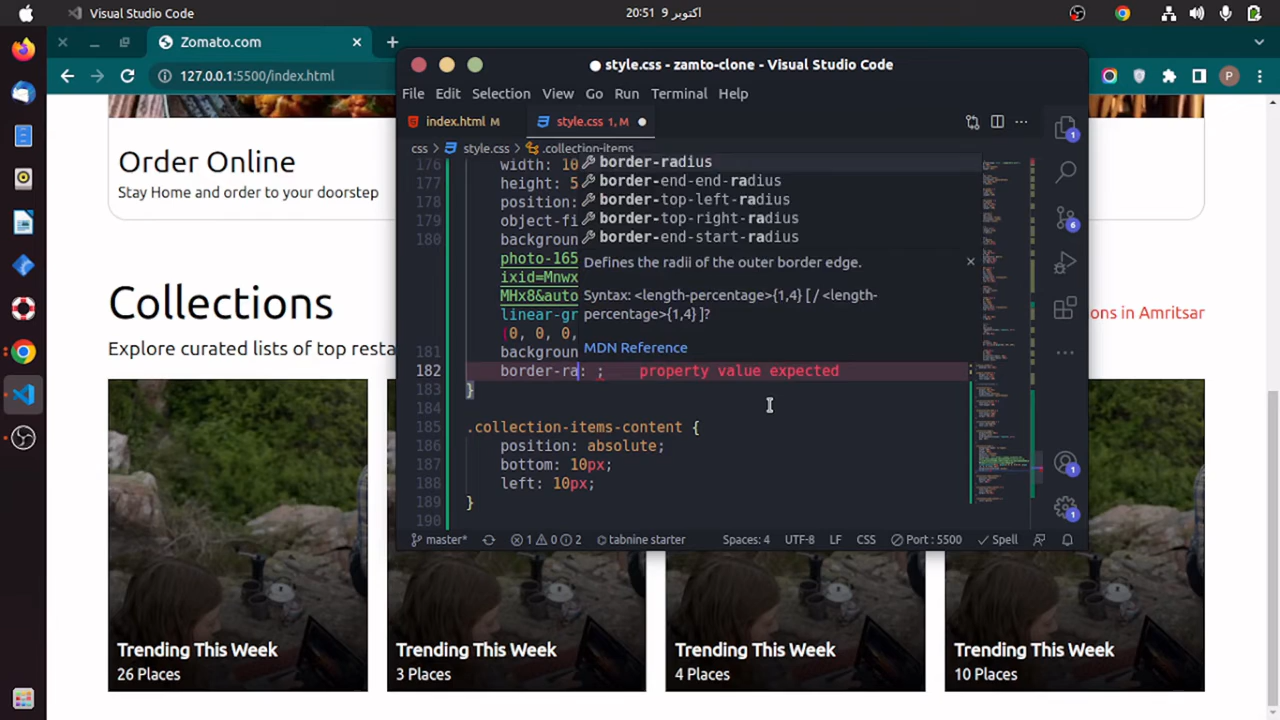 Visual Studio Code
20:51 9 اکتوبر
Zomato.com
127.0.0.1:5500/index.html
P
style.css - zamto-clone - Visual Studio Code
File Edit Selection View Go Run Terminal Help
index.html M
style.css 1, M
css > style.css > .collection-items
176 width: 10
177 height: 5
178 position:
179 object-fi
180 backgroun
photo-165
ixid=Mnwx
MHx8&auto
linear-gr
(0, 0, 0,
181 backgroun
182 border-ra: ; property value expected
183 }
184
185 .collection-items-content {
186 position: absolute;
187 bottom: 10px;
188 left: 10px;
189 }
190
border-radius
border-end-end-radius
border-top-left-radius
border-top-right-radius
border-end-start-radius
Defines the radii of the outer border edge.
Syntax: <length-percentage>{1,4} [ / <length-
percentage>{1,4} ]?
MDN Reference
1
6
1
1
master* 1 0 2 tabnine starter Spaces: 4 UTF-8 LF CSS Port : 5500 Spell
Order Online
Stay Home and order to your doorstep
Collections
Explore curated lists of top resta
ons in Amritsar
Trending This Week
26 Places
Trending This Week
3 Places
Trending This Week
4 Places
Trending This Week
10 Places